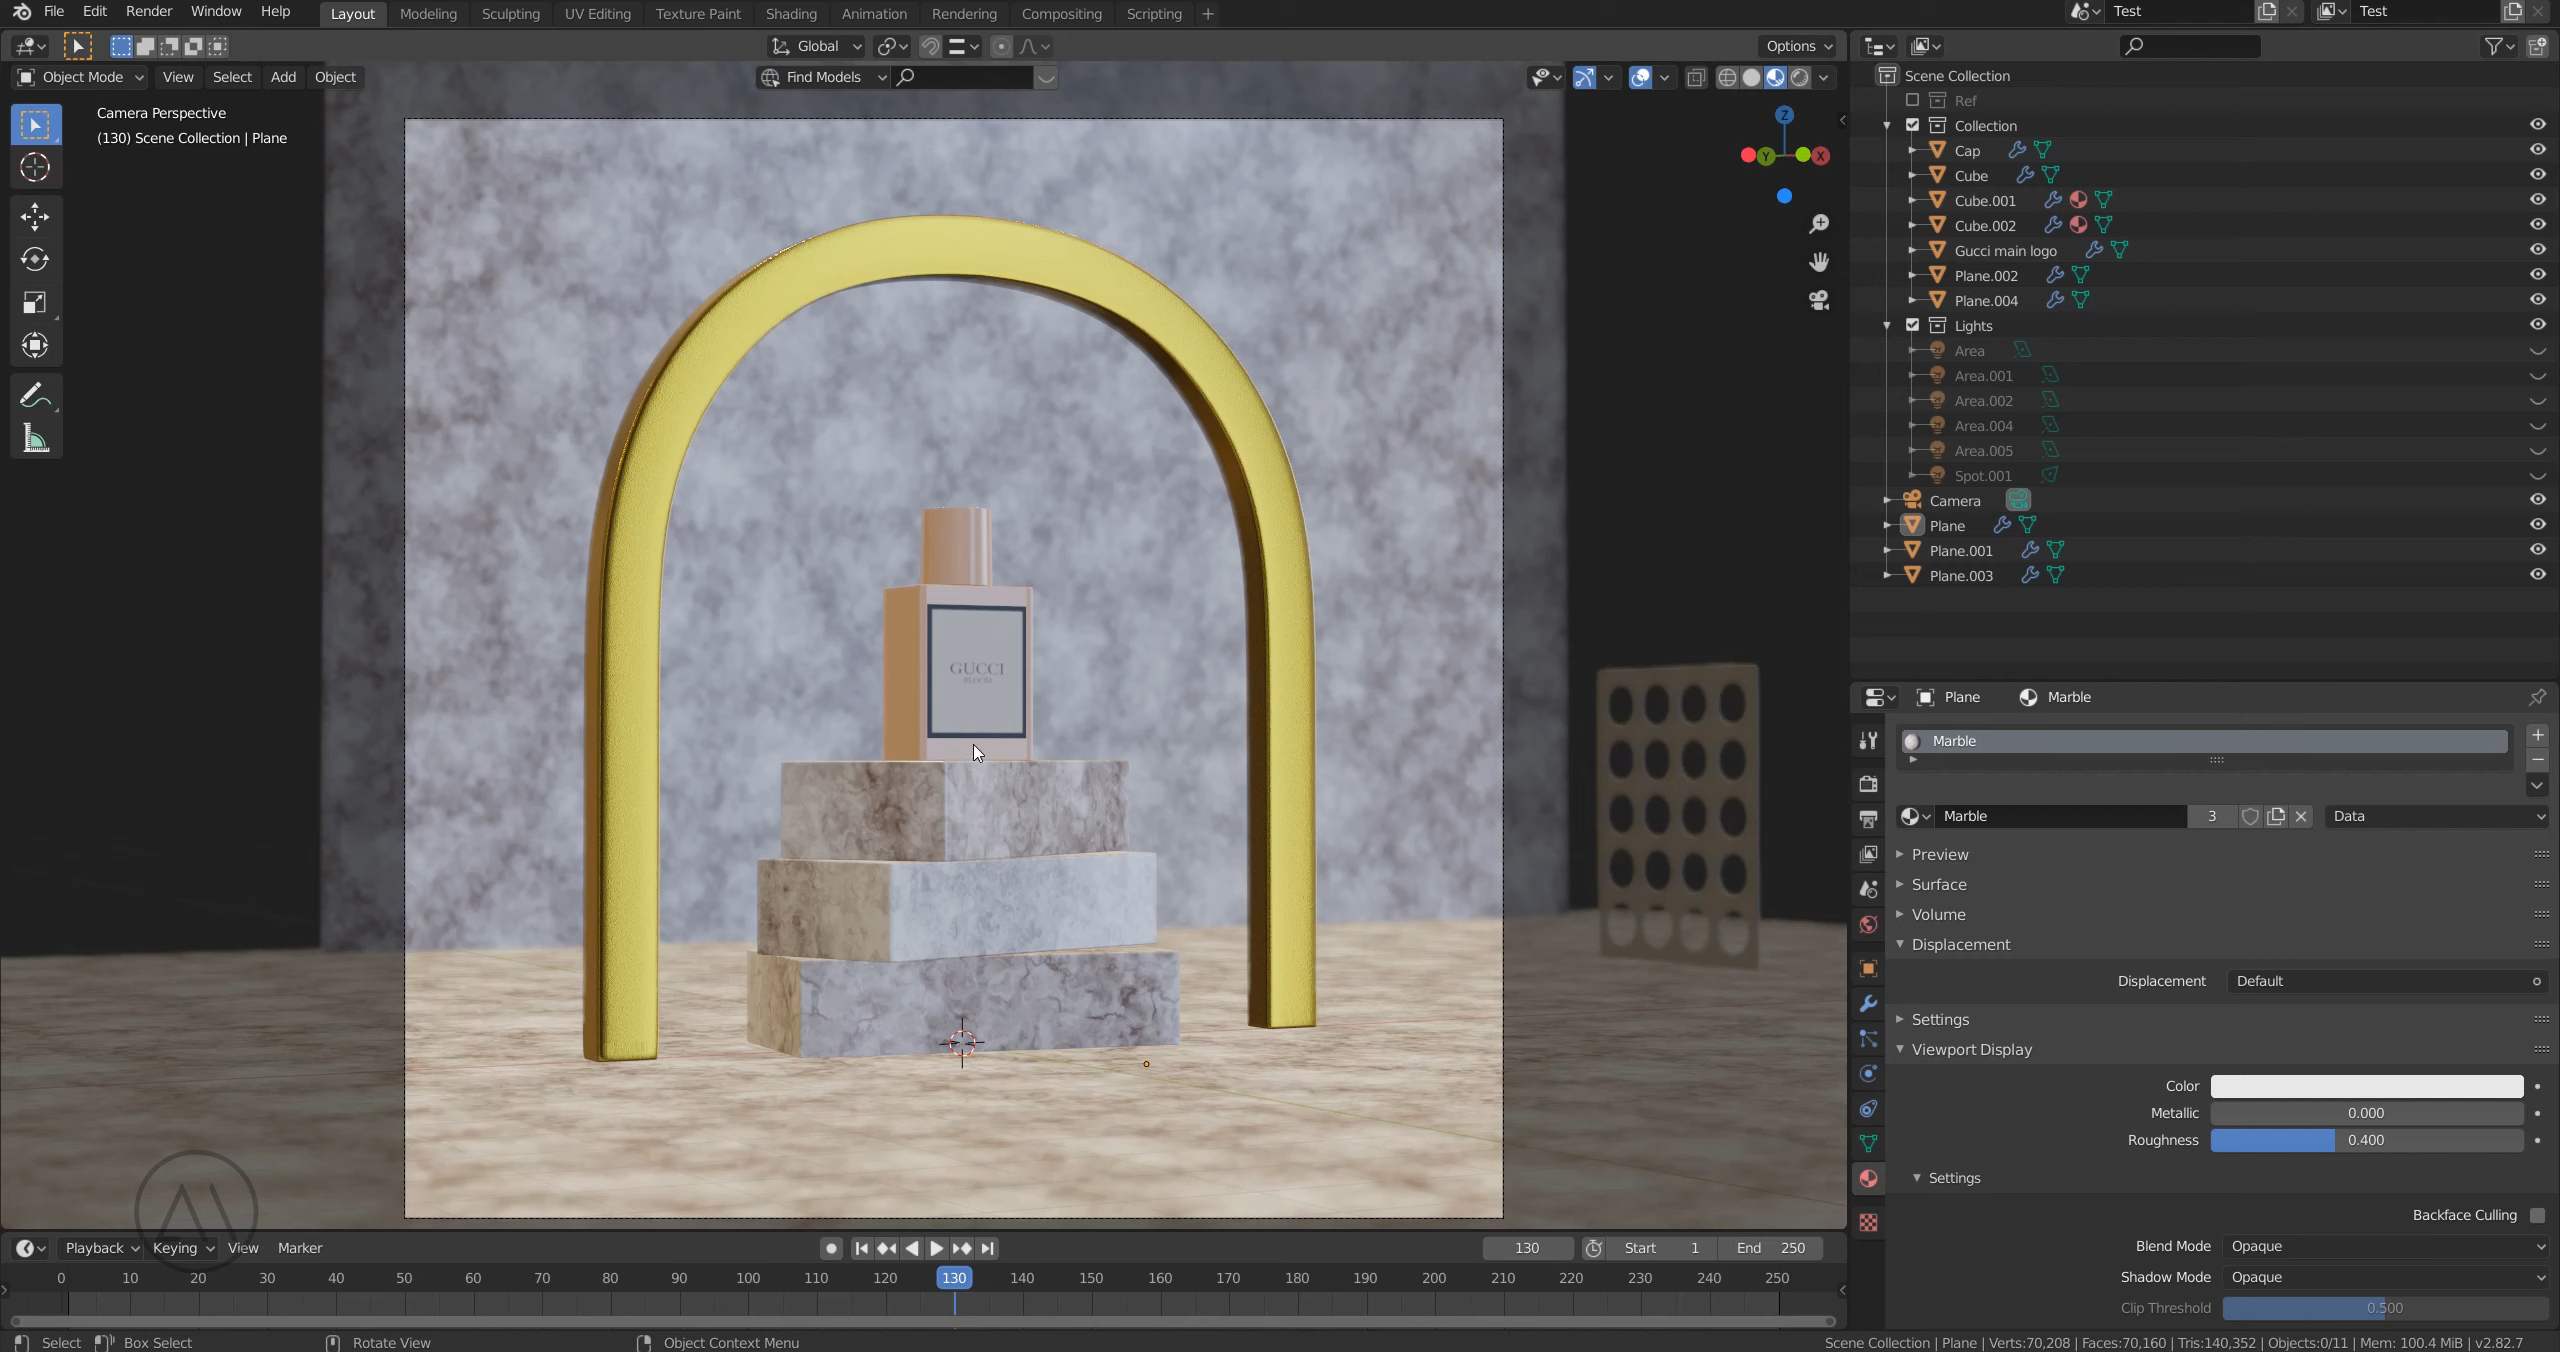 File Edit Render Window Help Layout Modeling Sculpting UV Editing Texture Paint Shading Animation Rendering Compositing Scripting + Test Test
Global Options
Object Mode View Select Add Object Find Models
Camera Perspective
(130) Scene Collection | Plane
Z
Y X
GUCCI
BLOOM
Scene Collection
Ref
Collection
Cap
Cube
Cube.001
Cube.002
Gucci main logo
Plane.002
Plane.004
Lights
Area
Area.001
Area.002
Area.004
Area.005
Spot.001
Camera
Plane
Plane.001
Plane.003
Plane Marble
Marble
Marble 3 Data
Preview
Surface
Volume
Displacement
Displacement Default
Settings
Viewport Display
Color
Metallic 0.000
Roughness 0.400
Settings
Backface Culling
Blend Mode Opaque
Shadow Mode Opaque
Clip Threshold 0.500
Playback Keying View Marker 130 Start 1 End 250
0 10 20 30 40 50 60 70 80 90 100 110 120 130 140 150 160 170 180 190 200 210 220 230 240 250
Select Box Select Rotate View Object Context Menu Scene Collection | Plane | Verts:70,208 | Faces:70,160 | Tris:140,352 | Objects:0/11 | Mem: 100.4 MiB | v2.82.7